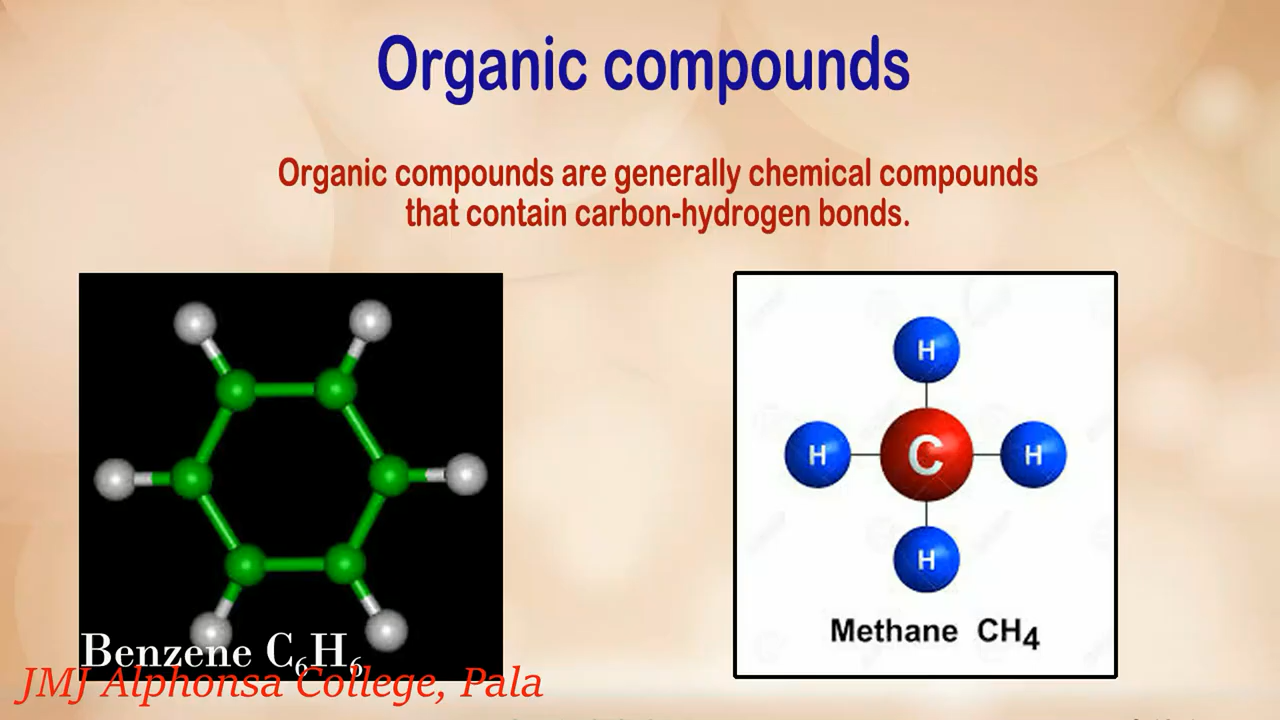 Organic compounds
Organic compounds are generally chemical compounds
that contain carbon-hydrogen bonds.
H
H C H
H
Methane CH₄
Benzene C₆H₆
JMJ Alphonsa College, Pala